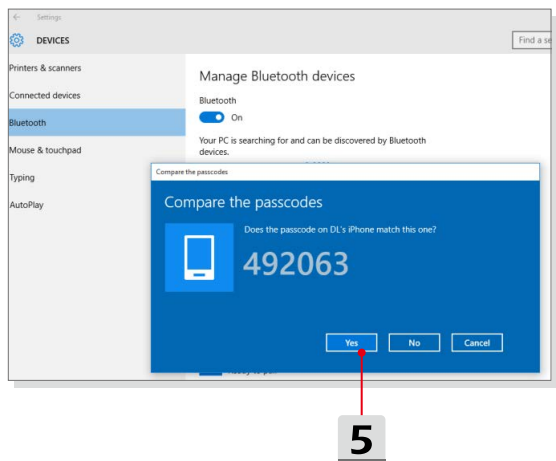 Settings
DEVICES
Find a se
Printers & scanners
Connected devices
Bluetooth
Mouse & touchpad
Typing
AutoPlay
Manage Bluetooth devices
Bluetooth
On
Your PC is searching for and can be discovered by Bluetooth
devices.
Compare the passcodes
Compare the passcodes
Does the passcode on DL's iPhone match this one?
492063
Yes No Cancel
5